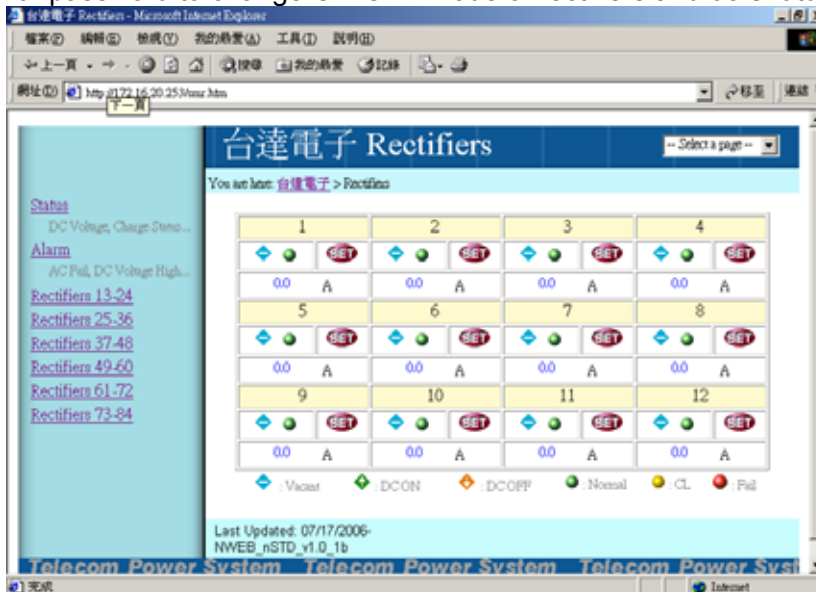 台達電子 Rectifiers - Microsoft Internet Explorer
檔案(F) 編輯(E) 檢視(V) 我的最愛(A) 工具(T) 說明(H)
上一頁 搜尋 我的最愛 記錄
網址(D) http://172.16.20.253/mr.htm 移至 連結
下一頁
台達電子 Rectifiers
-- Select a page --
You are here: 台達電子 > Rectifiers
Status
DC Voltage, Charge Status...
Alarm
AC Fail, DC Voltage High...
Rectifiers 13-24
Rectifiers 25-36
Rectifiers 37-48
Rectifiers 49-60
Rectifiers 61-72
Rectifiers 73-84
1 2 3 4
SET SET SET SET
0.0 A 0.0 A 0.0 A 0.0 A
5 6 7 8
SET SET SET SET
0.0 A 0.0 A 0.0 A 0.0 A
9 10 11 12
SET SET SET SET
0.0 A 0.0 A 0.0 A 0.0 A
: Vacant : DCON : DCOFF : Normal : CL : Fail
Last Updated: 07/17/2006-
NWEB_nSTD_v1.0_1b
Telecom Power System Telecom Power System Telecom Power Syst
完成 Internet